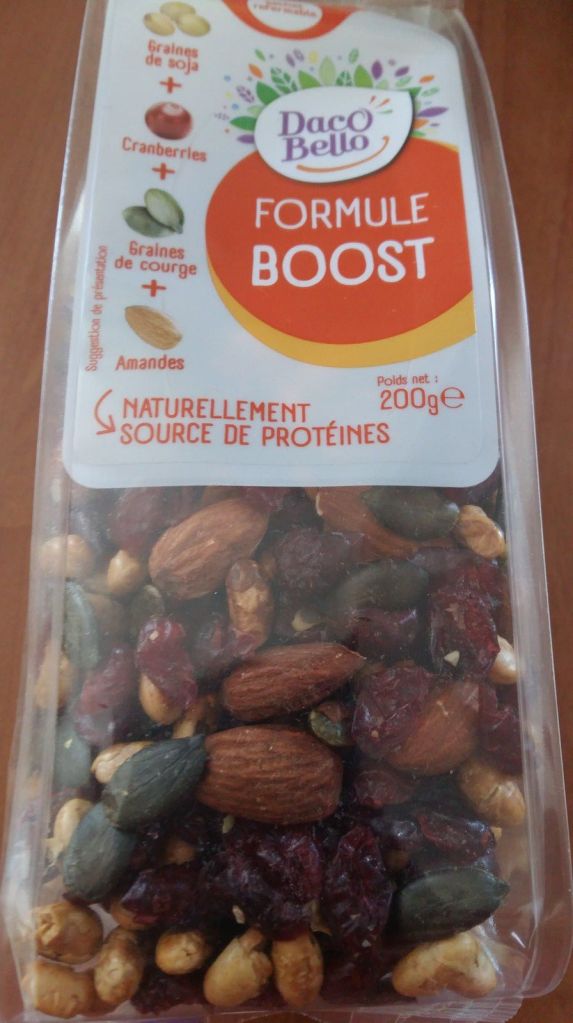 refermable
Graines
de soja
+
Cranberries
+
Graines
de courge
+
Amandes
Suggestion de présentation
Daco
Bello
FORMULE
BOOST
Poids net :
200g℮
NATURELLEMENT
SOURCE DE PROTÉINES